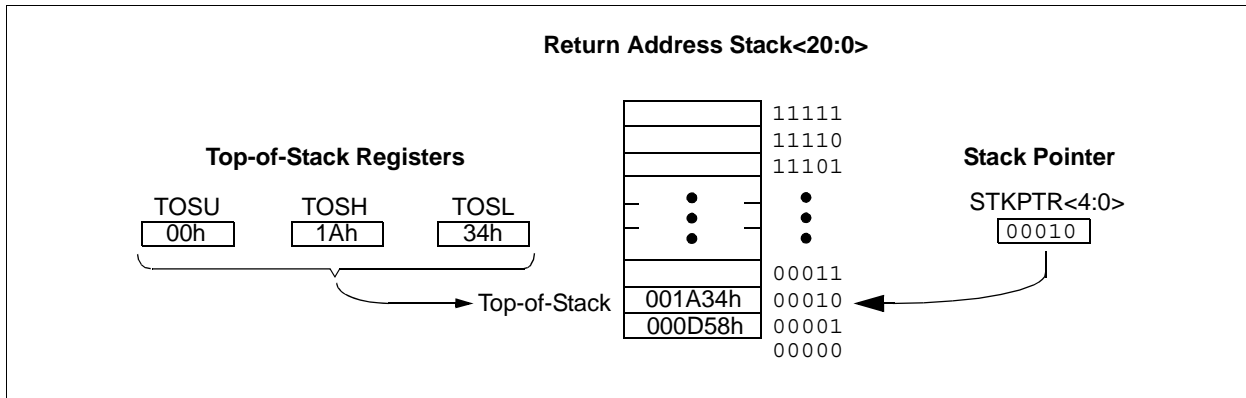 Return Address Stack<20:0>
11111
11110
Top-of-Stack Registers
11101
Stack Pointer
TOSU TOSH TOSL
STKPTR<4:0>
00h 1Ah 34h
00010
00011
Top-of-Stack 001A34h 00010
000D58h 00001
00000